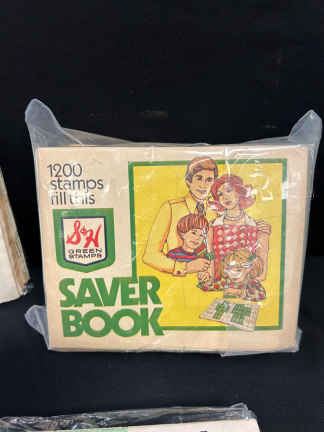 1200
stamps
fill this
S&H
GREEN
STAMPS
SAVER
BOOK